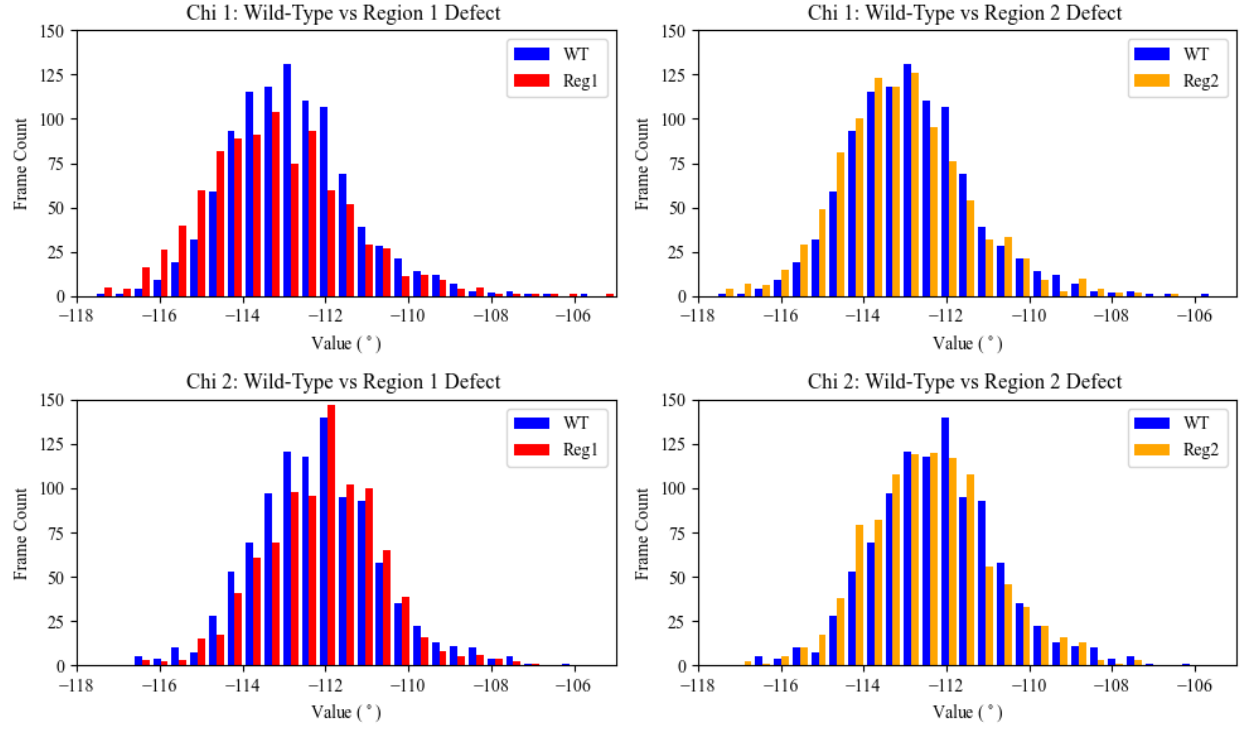 Chi 1: Wild-Type vs Region 1 Defect
WT
Reg1
Frame Count
150
125
100
75
50
25
0
−118
−116
−114
−112
−110
−108
−106
Value (°)
Chi 1: Wild-Type vs Region 2 Defect
WT
Reg2
Frame Count
150
125
100
75
50
25
0
−118
−116
−114
−112
−110
−108
−106
Value (°)
Chi 2: Wild-Type vs Region 1 Defect
WT
Reg1
Frame Count
150
125
100
75
50
25
0
−118
−116
−114
−112
−110
−108
−106
Value (°)
Chi 2: Wild-Type vs Region 2 Defect
WT
Reg2
Frame Count
150
125
100
75
50
25
0
−118
−116
−114
−112
−110
−108
−106
Value (°)